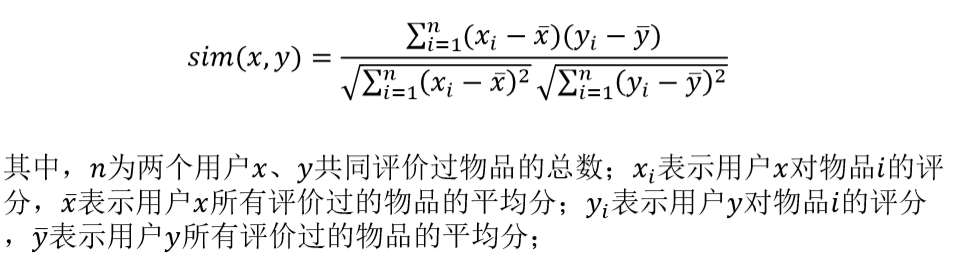 sim(x, y) = \frac{\sum_{i=1}^{n}(x_i - \bar{x})(y_i - \bar{y})}{\sqrt{\sum_{i=1}^{n}(x_i - \bar{x})^2}\sqrt{\sum_{i=1}^{n}(y_i - \bar{y})^2}}
其中，n为两个用户x、y共同评价过物品的总数；x_i表示用户x对物品i的评
分，\bar{x}表示用户x所有评价过的物品的平均分；y_i表示用户y对物品i的评分
，\bar{y}表示用户y所有评价过的物品的平均分；